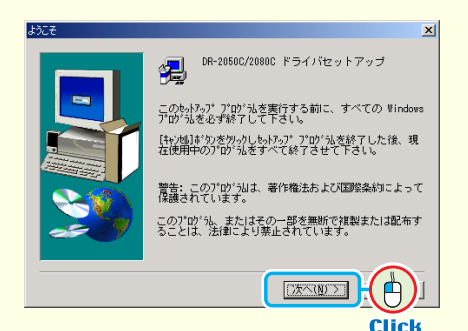 ようこそ
DR-2050C/2080C ドライバセットアップ
このｾｯﾄｱｯﾌﾟ ﾌﾟﾛｸﾞﾗﾑを実行する前に、すべての Windows
ﾌﾟﾛｸﾞﾗﾑを必ず終了して下さい。
[ｷｬﾝｾﾙ]ﾎﾞﾀﾝをｸﾘｯｸしｾｯﾄｱｯﾌﾟ ﾌﾟﾛｸﾞﾗﾑを終了した後、現
在使用中のﾌﾟﾛｸﾞﾗﾑをすべて終了させて下さい。
警告: このﾌﾟﾛｸﾞﾗﾑは、著作権法および国際条約によって
保護されています。
このﾌﾟﾛｸﾞﾗﾑ、またはその一部を無断で複製または配布す
ることは、法律により禁止されています。
次へ(N) >
Click